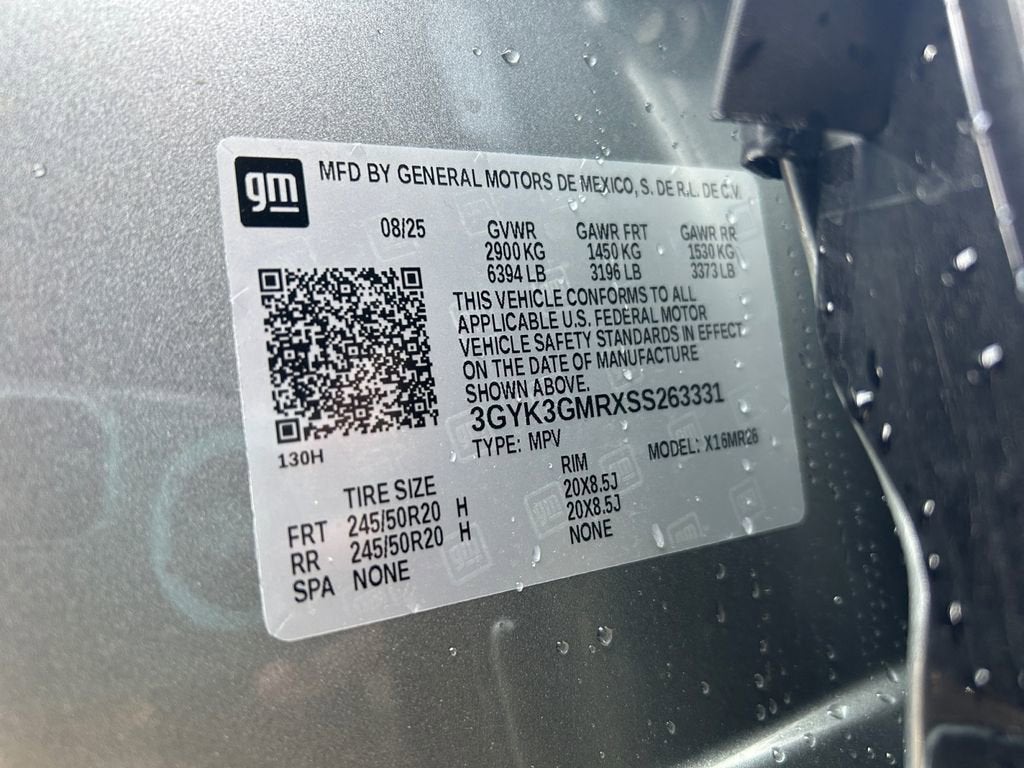 gm
MFD BY GENERAL MOTORS DE MEXICO, S. DE R.L. DE C.V.
08/25 GVWR GAWR FRT GAWR RR
2900 KG 1450 KG 1530 KG
6394 LB 3196 LB 3373 LB
THIS VEHICLE CONFORMS TO ALL
APPLICABLE U.S. FEDERAL MOTOR
VEHICLE SAFETY STANDARDS IN EFFECT
ON THE DATE OF MANUFACTURE
SHOWN ABOVE.
3GYK3GMRXSS263331
130H
TYPE: MPV MODEL: X16MR26
TIRE SIZE RIM
FRT 245/50R20 H 20X8.5J
RR 245/50R20 H 20X8.5J
SPA NONE NONE